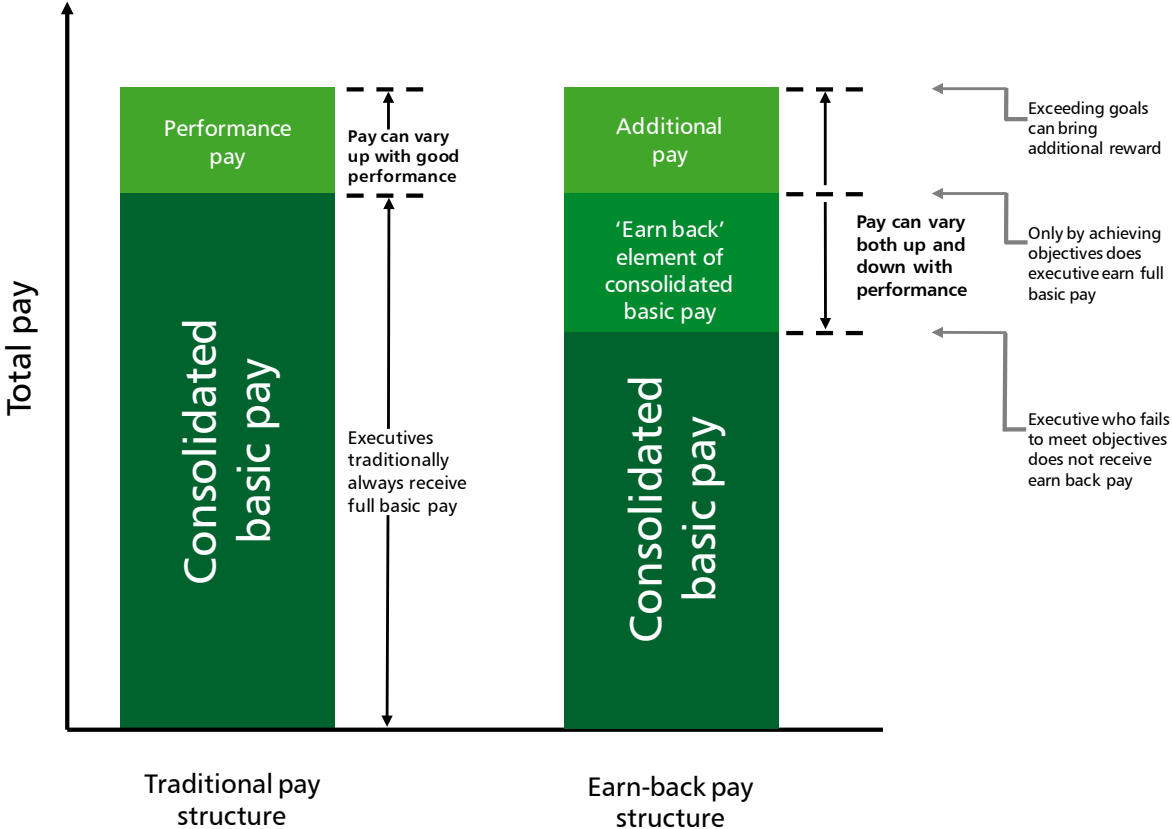 Total pay
Performance
pay
Pay can vary
up with good
performance
Consolidated
basic pay
Executives
traditionally
always receive
full basic pay
Traditional pay
structure
Additional
pay
‘Earn back’
element of
consolidated
basic pay
Consolidated
basic pay
Pay can vary
both up and
down with
performance
Earn-back pay
structure
Exceeding goals
can bring
additional reward
Only by achieving
objectives does
executive earn full
basic pay
Executive who fails
to meet objectives
does not receive
earn back pay